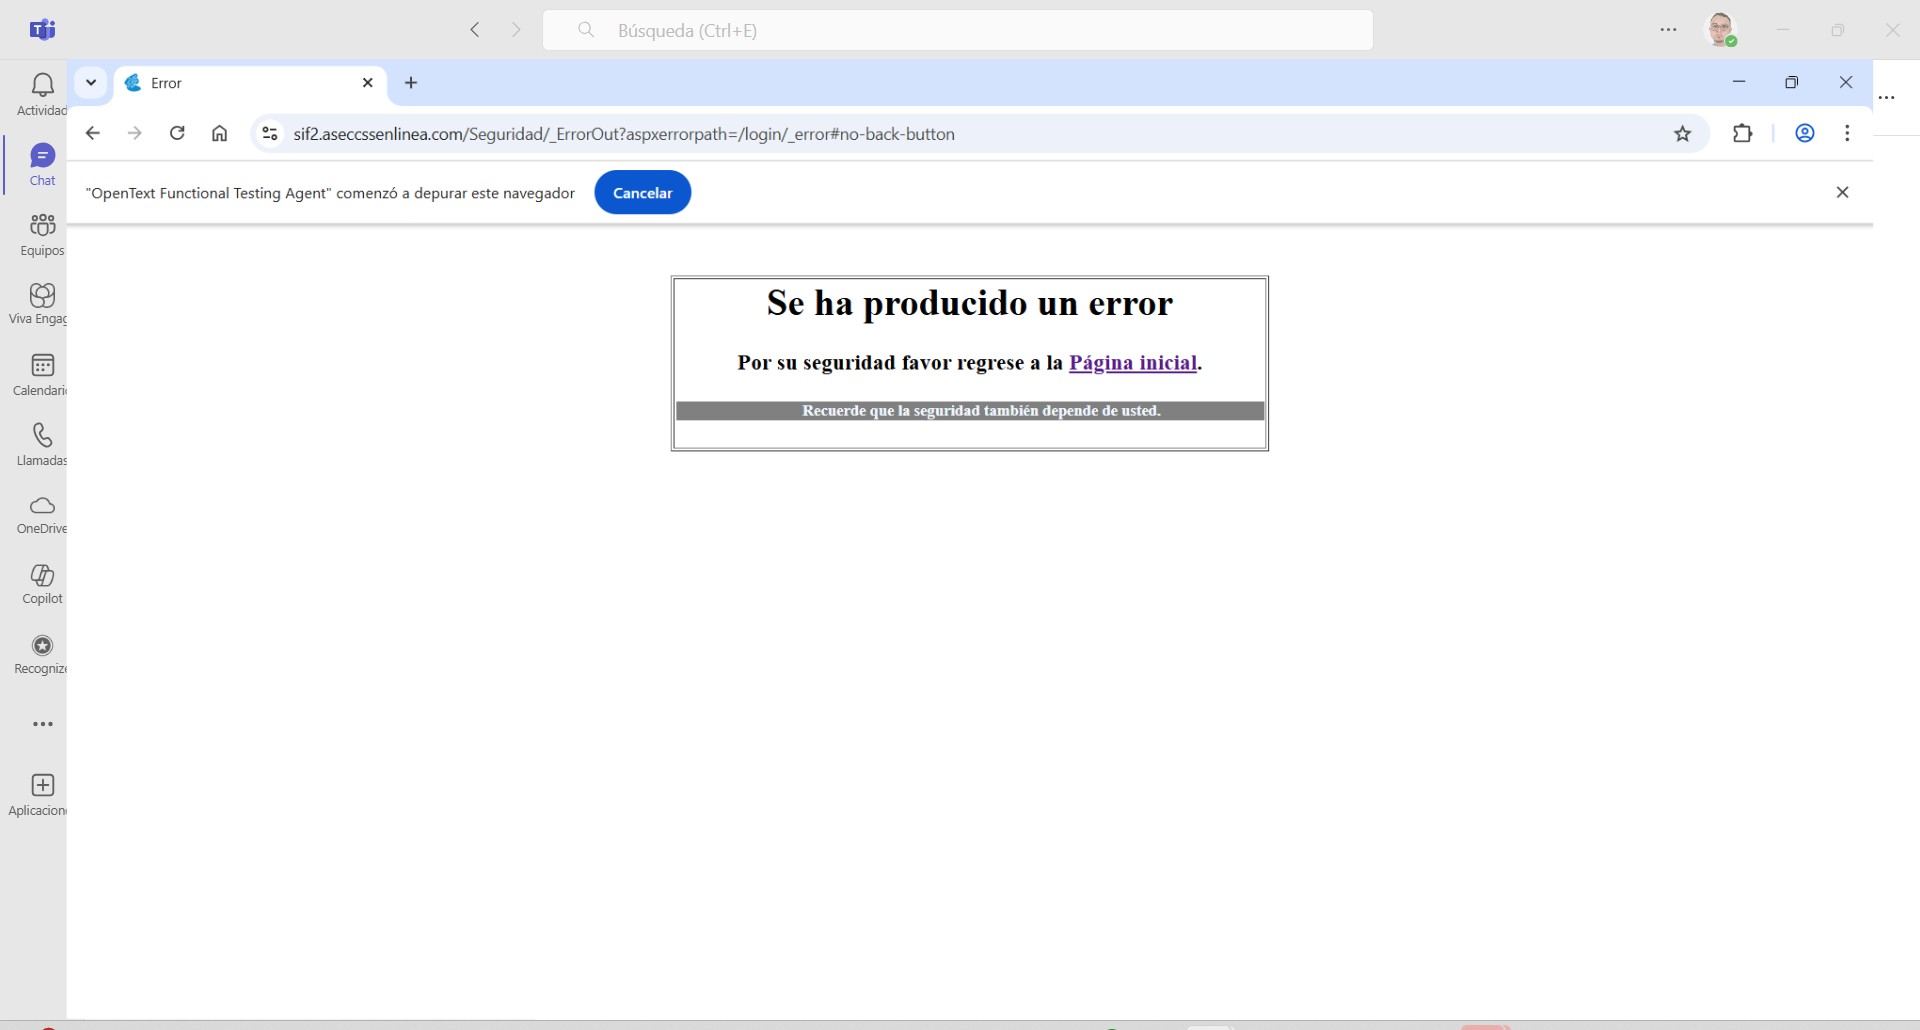 Búsqueda (Ctrl+E)
Error
Actividad
sif2.aseccssenlinea.com/Seguridad/_ErrorOut?aspxerrorpath=/login/_error#no-back-button
Chat
"OpenText Functional Testing Agent" comenzó a depurar este navegador
Cancelar
Equipos
Viva Engag
Se ha producido un error
Por su seguridad favor regrese a la Página inicial.
Calendari
Recuerde que la seguridad también depende de usted.
Llamadas
OneDrive
Copilot
Recognize
Aplicacion